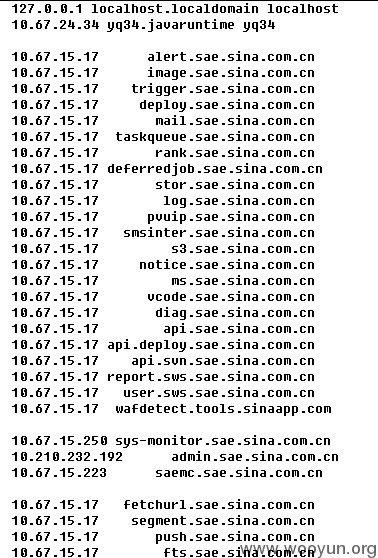 127.0.0.1 localhost.localdomain localhost
10.67.24.34 yq34.javaruntime yq34
10.67.15.17 alert.sae.sina.com.cn
10.67.15.17 image.sae.sina.com.cn
10.67.15.17 trigger.sae.sina.com.cn
10.67.15.17 deploy.sae.sina.com.cn
10.67.15.17 mail.sae.sina.com.cn
10.67.15.17 taskqueue.sae.sina.com.cn
10.67.15.17 rank.sae.sina.com.cn
10.67.15.17 deferredjob.sae.sina.com.cn
10.67.15.17 stor.sae.sina.com.cn
10.67.15.17 log.sae.sina.com.cn
10.67.15.17 pvuip.sae.sina.com.cn
10.67.15.17 smsinter.sae.sina.com.cn
10.67.15.17 s3.sae.sina.com.cn
10.67.15.17 notice.sae.sina.com.cn
10.67.15.17 ms.sae.sina.com.cn
10.67.15.17 vcode.sae.sina.com.cn
10.67.15.17 diag.sae.sina.com.cn
10.67.15.17 api.sae.sina.com.cn
10.67.15.17 api.deploy.sae.sina.com.cn
10.67.15.17 api.svn.sae.sina.com.cn
10.67.15.17 report.sws.sae.sina.com.cn
10.67.15.17 user.sws.sae.sina.com.cn
10.67.15.17 wafdetect.tools.sinaapp.com
10.67.15.250 sys-monitor.sae.sina.com.cn
10.210.232.192 admin.sae.sina.com.cn
10.67.15.223 saemc.sae.sina.com.cn
10.67.15.17 fetchurl.sae.sina.com.cn
10.67.15.17 segment.sae.sina.com.cn
10.67.15.17 push.sae.sina.com.cn
10.67.15.17 fts.sae.sina.com.cn
www.wooyun.org